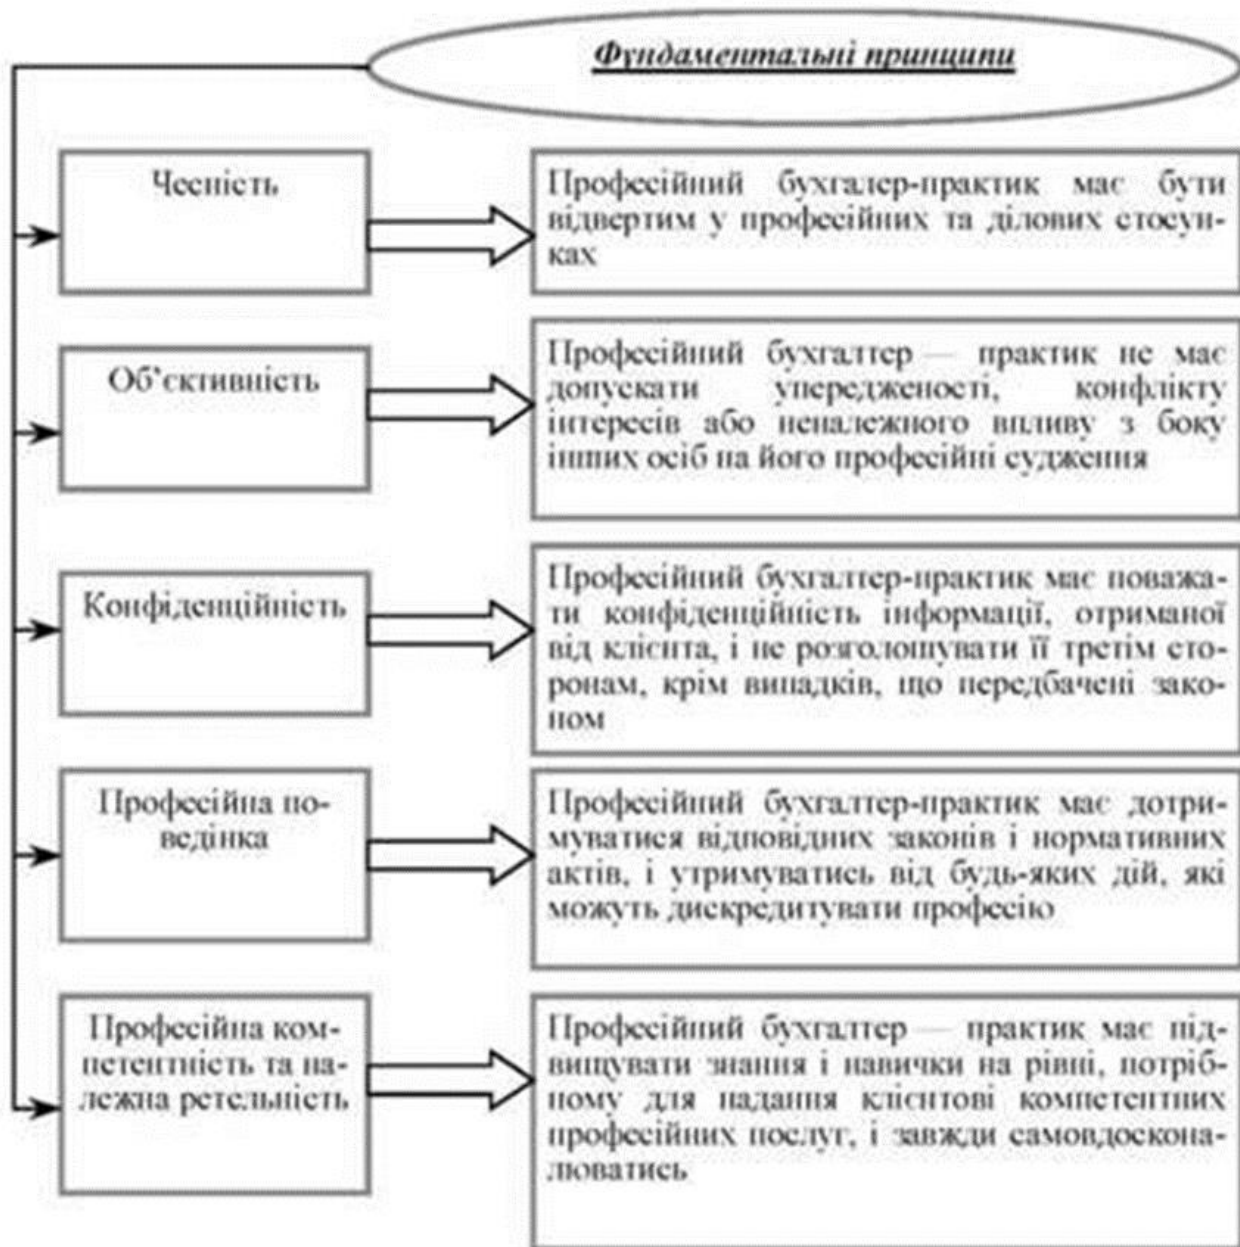 Фундаментальні принципи
Чесність
Професійний бухгалер-практик має бути
відвертим у професійних та ділових стосун-
ках
Об’єктивність
Професійний бухгалтер — практик не має
допускати упередженості, конфлікту
інтересів або неналежного впливу з боку
інших осіб на його професійні судження
Конфіденційність
Професійний бухгалтер-практик має поважа-
ти конфіденційність інформації, отриманої
від клієнта, і не розголошувати її третім сто-
ронам, крім випадків, що передбачені зако-
ном
Професійна по-
ведінка
Професійний бухгалтер-практик має дотри-
муватися відповідних законів і нормативних
актів, і утримуватись від будь-яких дій, які
можуть дискредитувати професію
Професійна ком-
петентність та на-
лежна ретельність
Професійний бухгалтер — практик має під-
вищувати знання і навички на рівні, потріб-
ному для надання клієнтові компетентних
професійних послуг, і завжди самовдоскона-
люватись